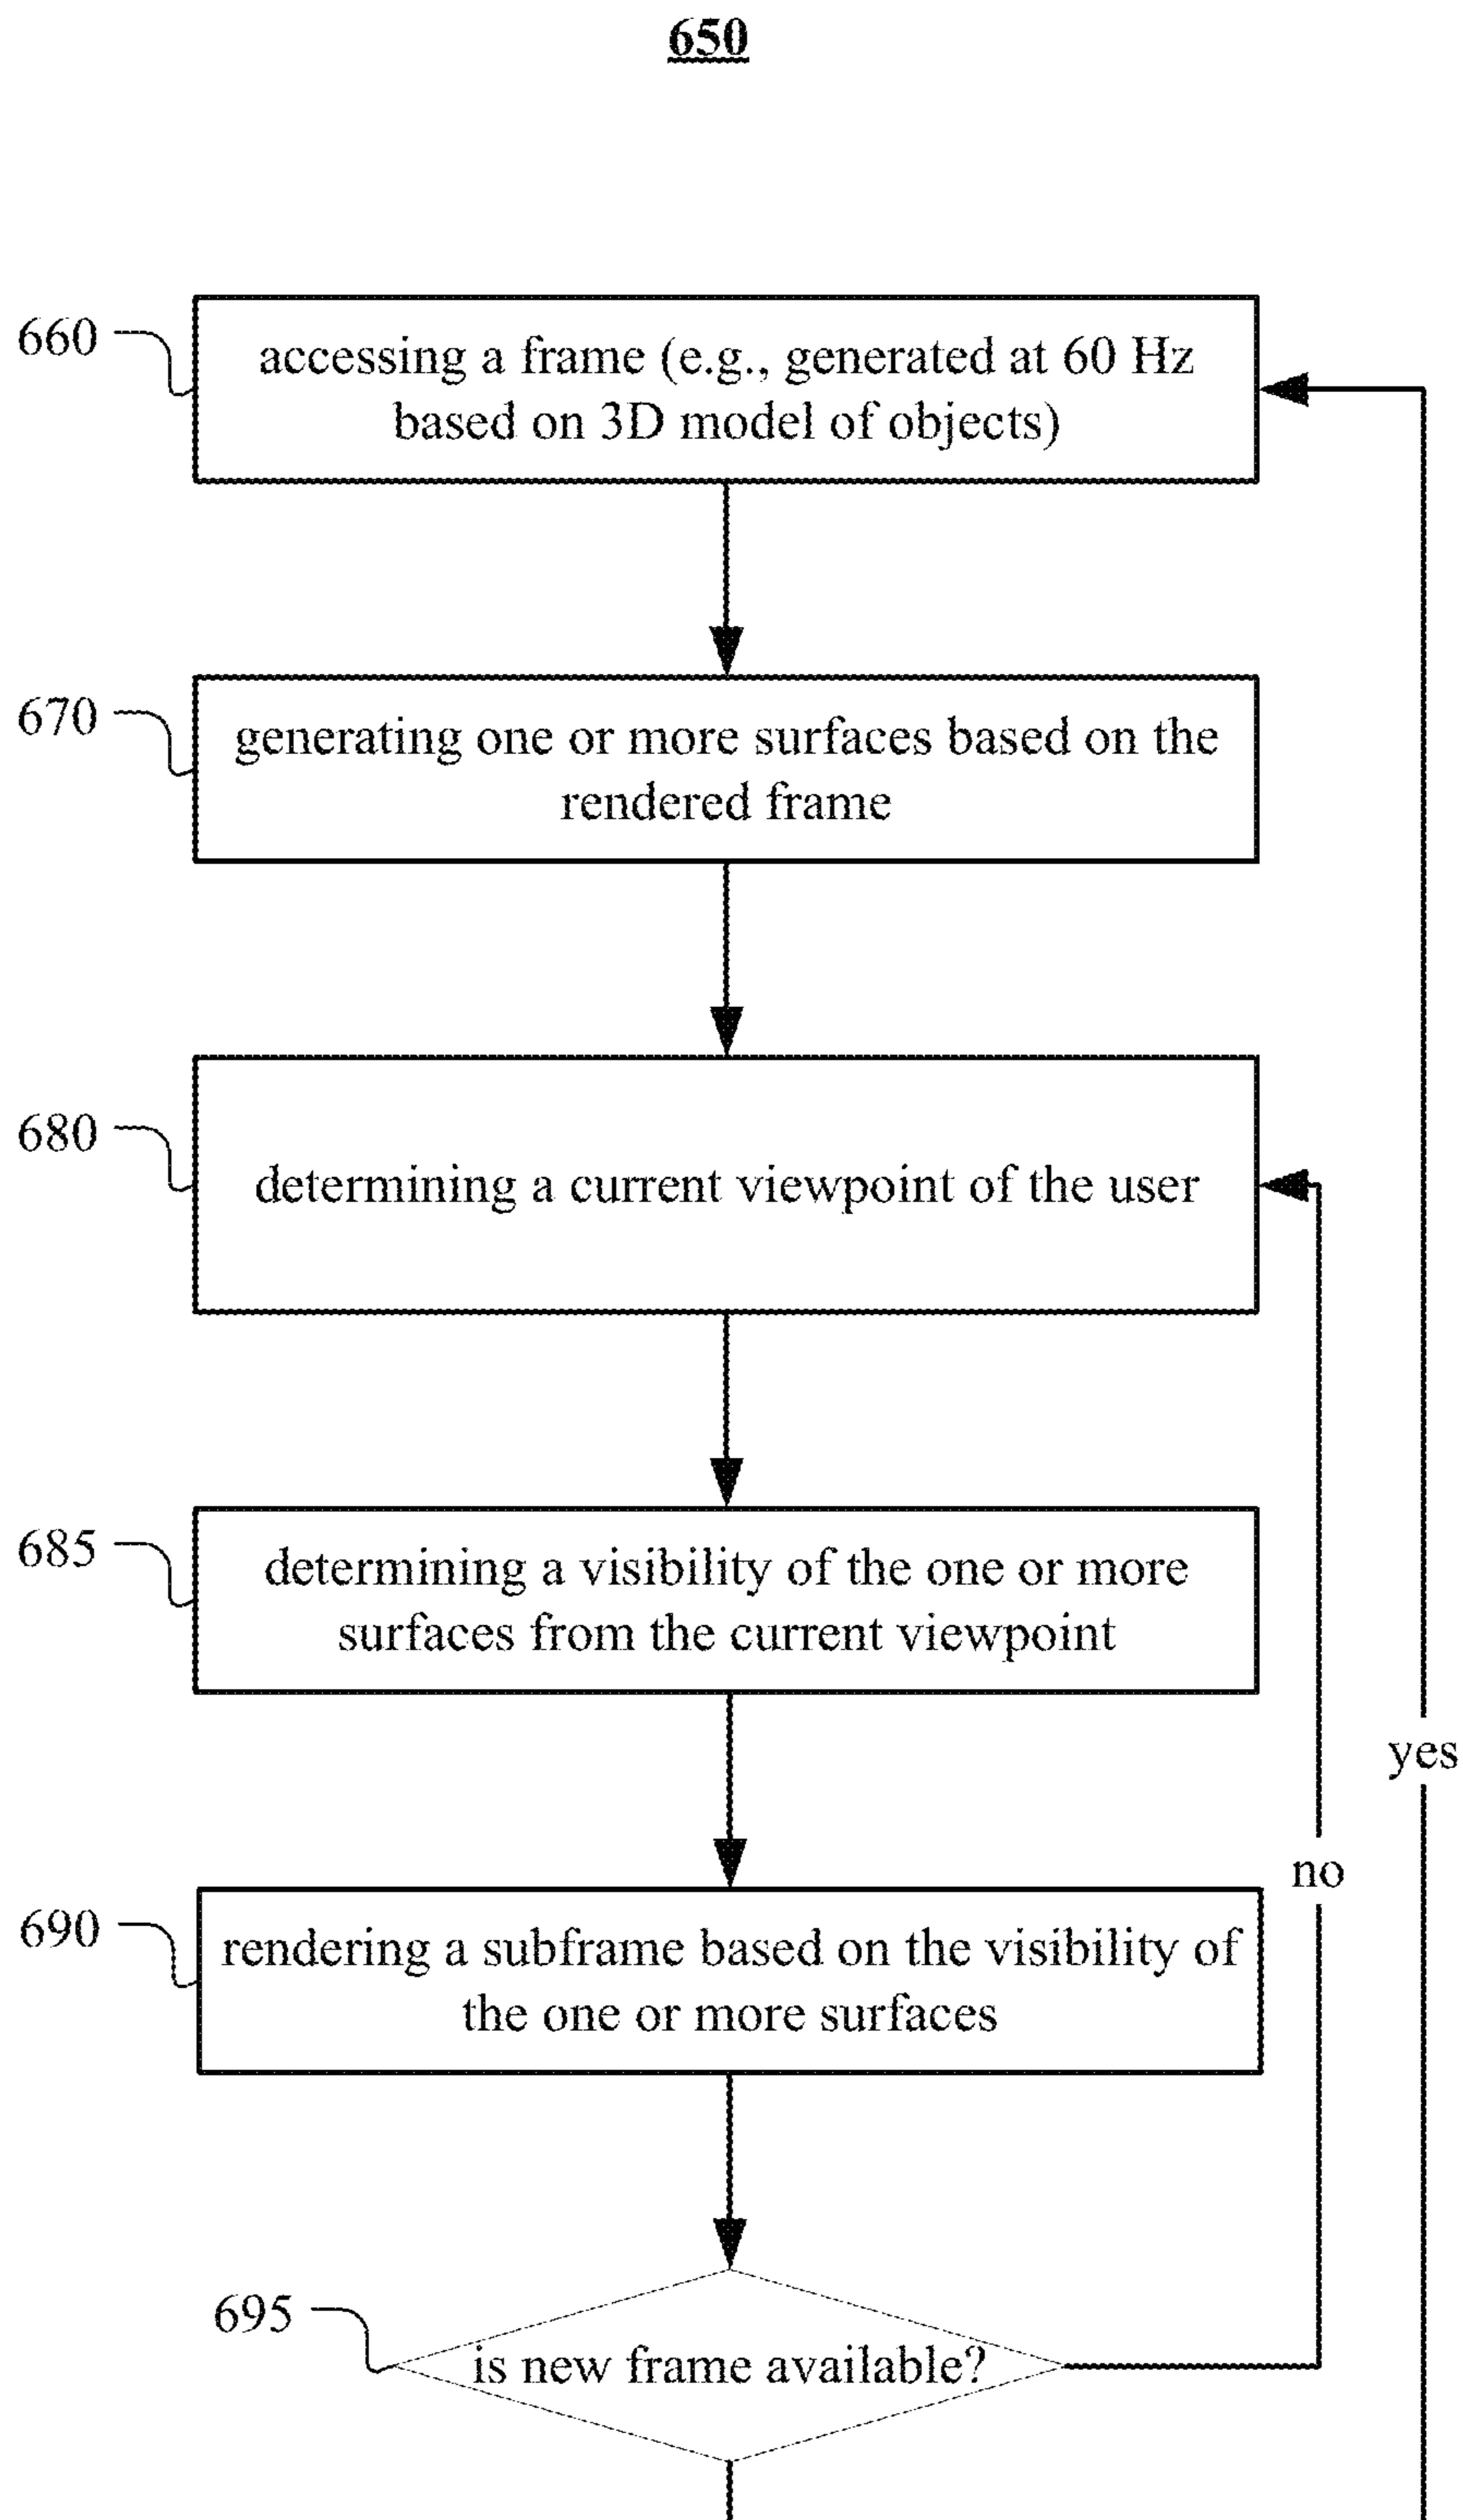 650
660
accessing a frame (e.g., generated at 60 Hz
based on 3D model of objects)
670
generating one or more surfaces based on the
rendered frame
680
determining a current viewpoint of the user
685
determining a visibility of the one or more
surfaces from the current viewpoint
yes
no
690
rendering a subframe based on the visibility of
the one or more surfaces
695
is new frame available?